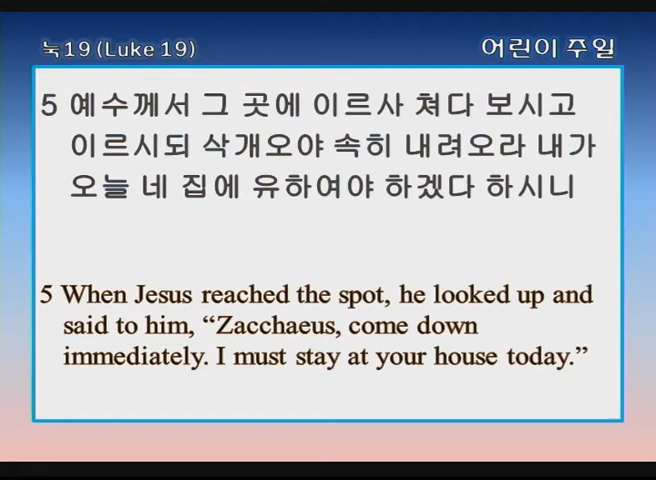 눅19 (Luke 19)
어린이 주일
5 예수께서 그 곳에 이르사 쳐다 보시고
이르시되 삭개오야 속히 내려오라 내가
오늘 네 집에 유하여야 하겠다 하시니
5 When Jesus reached the spot, he looked up and
said to him, “Zacchaeus, come down
immediately. I must stay at your house today.”